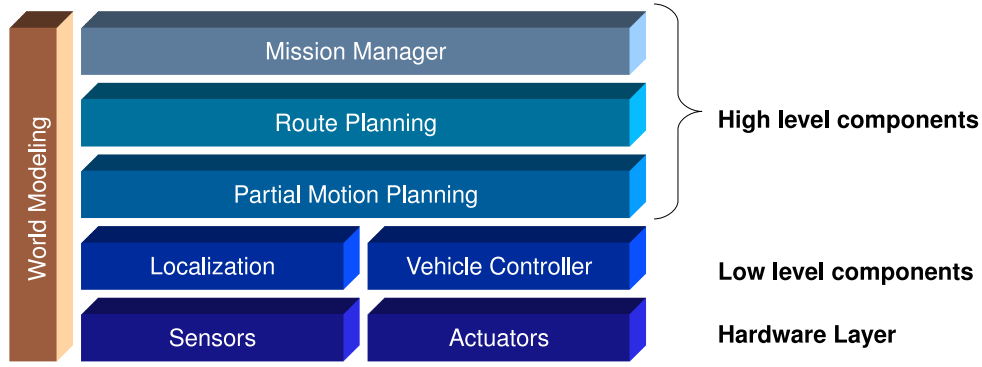 World Modeling
Mission Manager
Route Planning
Partial Motion Planning
High level components
Localization
Vehicle Controller
Low level components
Sensors
Actuators
Hardware Layer